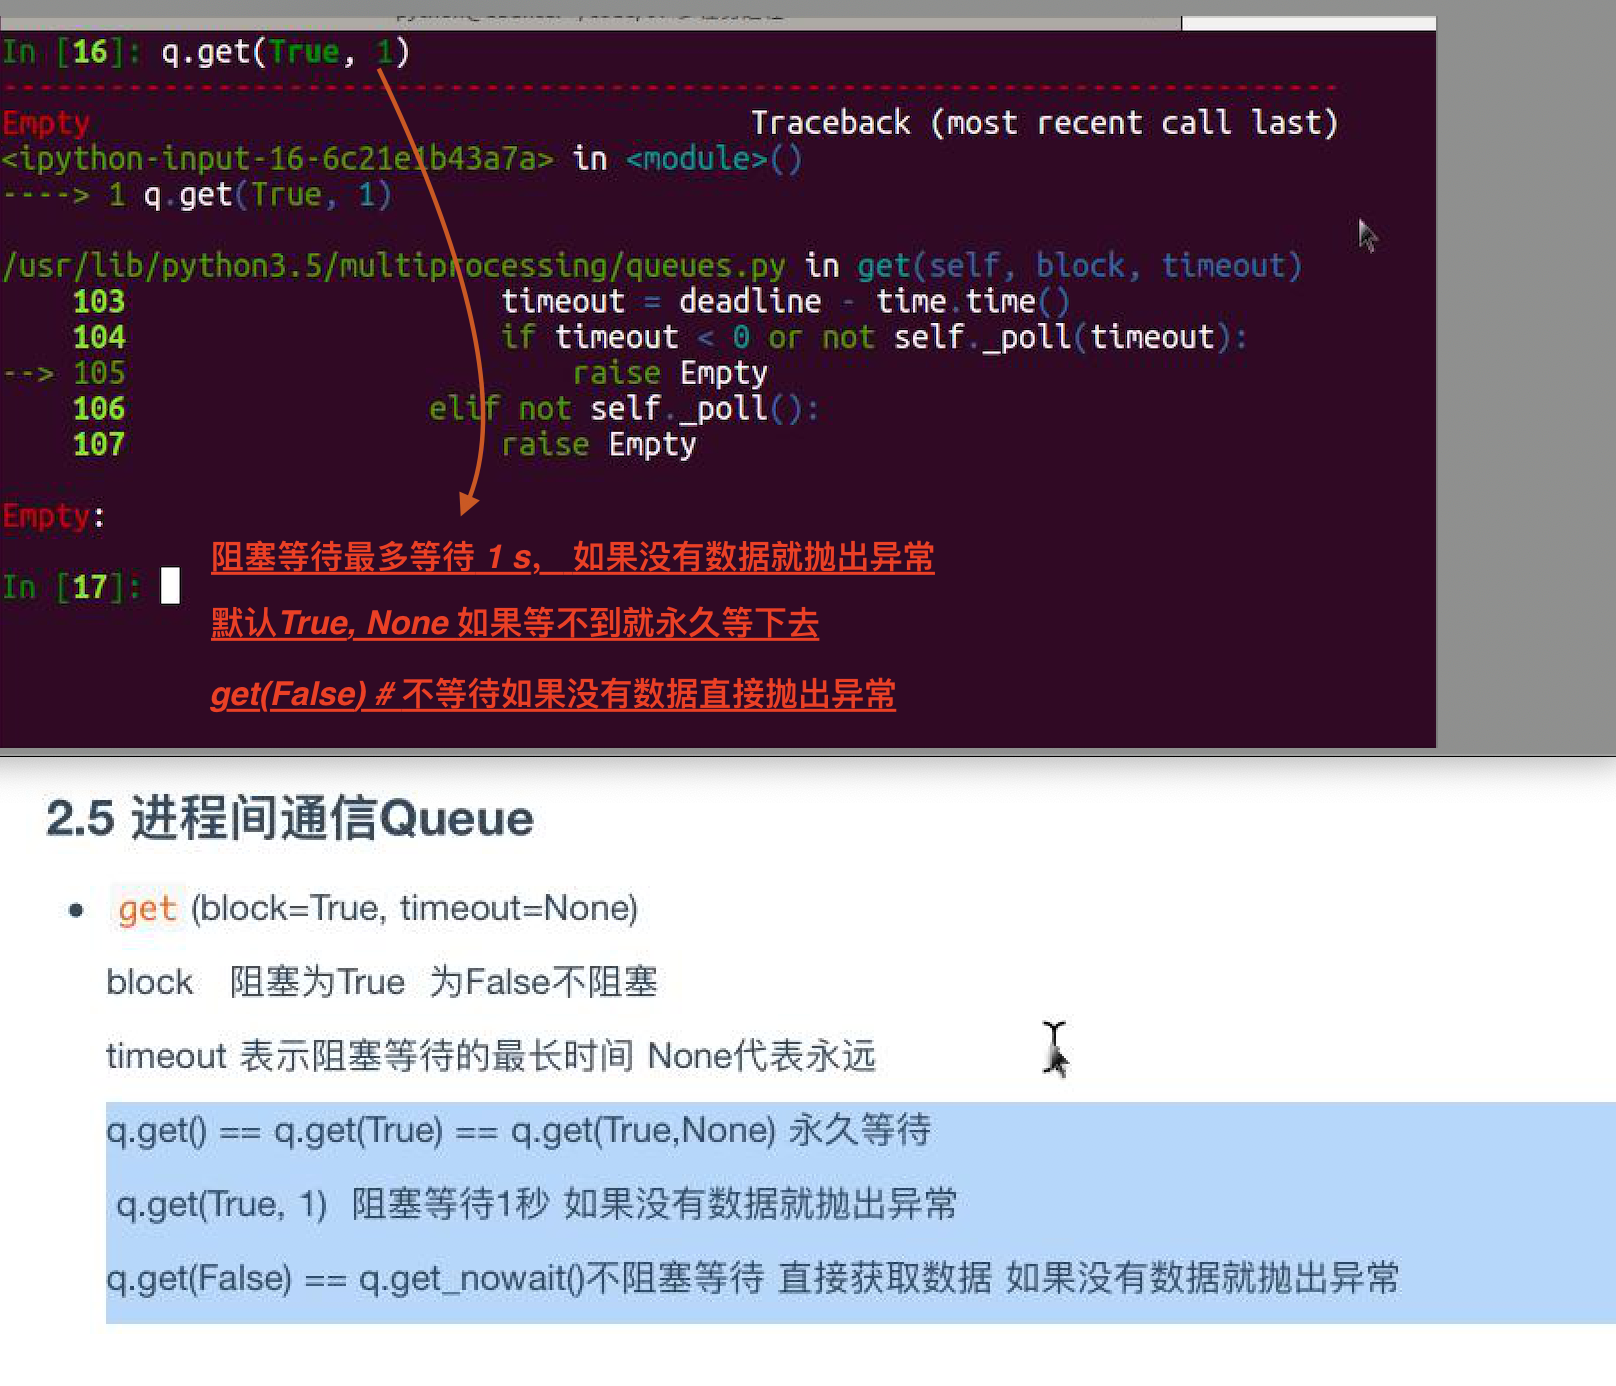 In [16]: q.get(True, 1)
---------------------------------------------------------------------------
Empty                                     Traceback (most recent call last)
<ipython-input-16-6c21e1b43a7a> in <module>()
----> 1 q.get(True, 1)
/usr/lib/python3.5/multiprocessing/queues.py in get(self, block, timeout)
    103                     timeout = deadline - time.time()
    104                     if timeout < 0 or not self._poll(timeout):
--> 105                         raise Empty
    106                 elif not self._poll():
    107                     raise Empty
Empty:
阻塞等待最多等待 1 s, 如果没有数据就抛出异常
In [17]:
默认True, None 如果等不到就永久等下去
get(False) # 不等待如果没有数据直接抛出异常
2.5 进程间通信Queue
• get (block=True, timeout=None)
block 阻塞为True 为False不阻塞
timeout 表示阻塞等待的最长时间 None代表永远
q.get() == q.get(True) == q.get(True,None) 永久等待
q.get(True, 1) 阻塞等待1秒 如果没有数据就抛出异常
q.get(False) == q.get_nowait()不阻塞等待 直接获取数据 如果没有数据就抛出异常